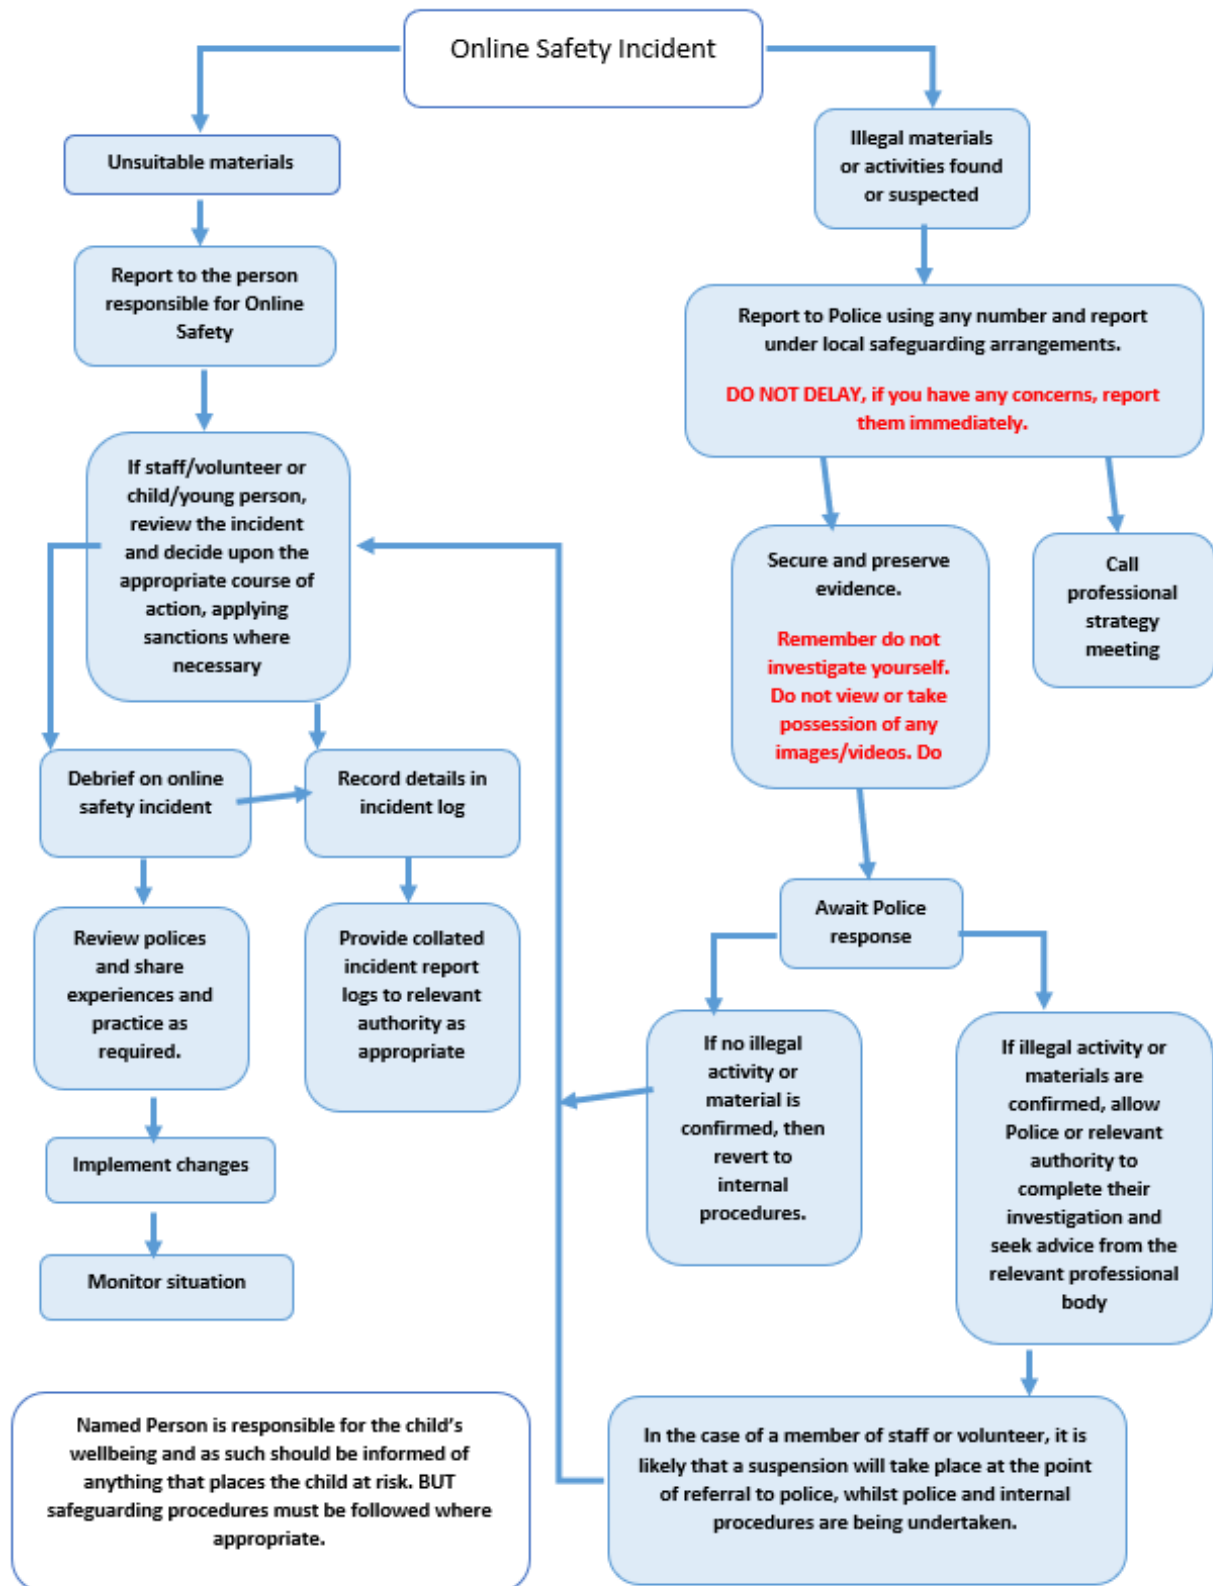 Online Safety Incident
Unsuitable materials
Report to the person
responsible for Online
Safety
If staff/volunteer or
child/young person,
review the incident
and decide upon the
appropriate course of
action, applying
sanctions where
necessary
Debrief on online
safety incident
Record details in
incident log
Review polices
and share
experiences and
practice as
required.
Provide collated
incident report
logs to relevant
authority as
appropriate
Implement changes
Monitor situation
Named Person is responsible for the child’s
wellbeing and as such should be informed of
anything that places the child at risk. BUT
safeguarding procedures must be followed where
appropriate.
Illegal materials
or activities found
or suspected
Report to Police using any number and report
under local safeguarding arrangements.
DO NOT DELAY, if you have any concerns, report
them immediately.
Secure and preserve
evidence.
Remember do not
investigate yourself.
Do not view or take
possession of any
images/videos. Do
Call
professional
strategy
meeting
Await Police
response
If no illegal
activity or
material is
confirmed, then
revert to
internal
procedures.
If illegal activity or
materials are
confirmed, allow
Police or relevant
authority to
complete their
investigation and
seek advice from the
relevant professional
body
In the case of a member of staff or volunteer, it is
likely that a suspension will take place at the point
of referral to police, whilst police and internal
procedures are being undertaken.